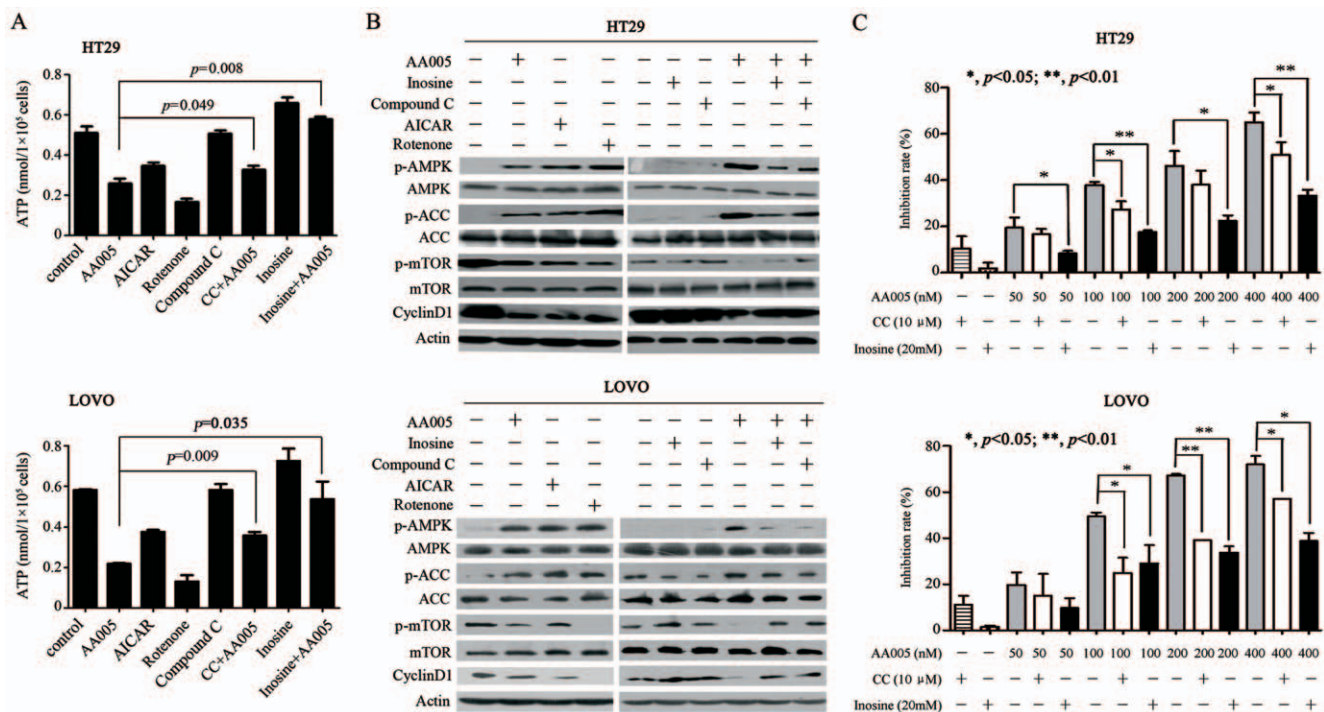 A
HT29
ATP (nmol/1×10⁵ cells)
0.8
0.6
0.4
0.2
0
p=0.008
p=0.049
control
AA005
AICAR
Rotenone
Compound C
CC+AA005
Inosine
Inosine+AA005
LOVO
ATP (nmol/1×10⁵ cells)
0.8
0.6
0.4
0.2
0
p=0.035
p=0.009
control
AA005
AICAR
Rotenone
Compound C
CC+AA005
Inosine
Inosine+AA005
B
HT29
AA005 − + − − − − − + + +
Inosine − − − − − + − − + −
Compound C − − − − − − + − − +
AICAR − − + − − − − − − −
Rotenone − − − + − − − − − −
p-AMPK
AMPK
p-ACC
ACC
p-mTOR
mTOR
CyclinD1
Actin
LOVO
AA005 − + − − − − − + + +
Inosine − − − − − + − − + −
Compound C − − − − − − + − − +
AICAR − − + − − − − − − −
Rotenone − − − + − − − − − −
p-AMPK
AMPK
p-ACC
ACC
p-mTOR
mTOR
CyclinD1
Actin
C
HT29
*, p<0.05; **, p<0.01
Inhibition rate (%)
80
60
40
20
0
* * ** * * **
AA005 (nM) − − 50 50 50 100 100 100 200 200 200 400 400 400
CC (10 μM) + − − + − − + − − + − − + −
Inosine (20mM) − + − − + − − + − − + − − +
LOVO
*, p<0.05; **, p<0.01
Inhibition rate (%)
80
60
40
20
0
* * ** ** * *
AA005 (nM) − − 50 50 50 100 100 100 200 200 200 400 400 400
CC (10 μM) + − − + − − + − − + − − + −
Inosine (20mM) − + − − + − − + − − + − − +